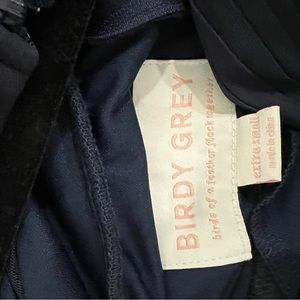 BIRDY GREY
birds of a feather flock together
extra small
made in china